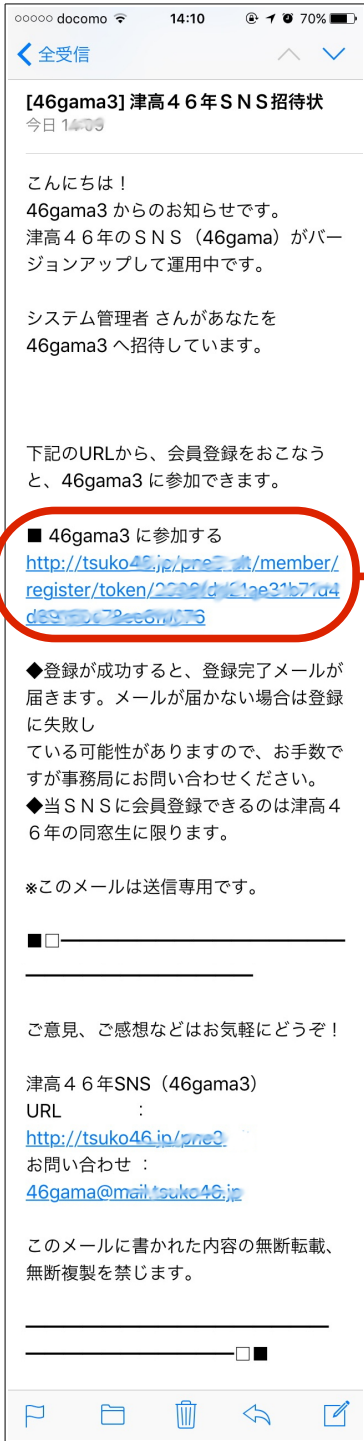 docomo 14:10 70%
全受信
[46gama3] 津高４６年ＳＮＳ招待状
今日
こんにちは！
46gama3 からのお知らせです。
津高４６年のＳＮＳ（46gama）がバー
ジョンアップして運用中です。
システム管理者 さんがあなたを
46gama3 へ招待しています。
下記のURLから、会員登録をおこなう
と、46gama3 に参加できます。
■ 46gama3 に参加する
/member/
register/token/
◆登録が成功すると、登録完了メールが
届きます。メールが届かない場合は登録
に失敗し
ている可能性がありますので、お手数で
すが事務局にお問い合わせください。
◆当ＳＮＳに会員登録できるのは津高４
６年の同窓生に限ります。
※このメールは送信専用です。
■□━━━━━━━━━━━━━━━
━━━━━━━━━━━━
ご意見、ご感想などはお気軽にどうぞ！
津高４６年SNS（46gama3）
URL　　　：
お問い合わせ ：
このメールに書かれた内容の無断転載、
無断複製を禁じます。
━━━━━━━━━━━━━━━━
━━━━━━━━━━━□■